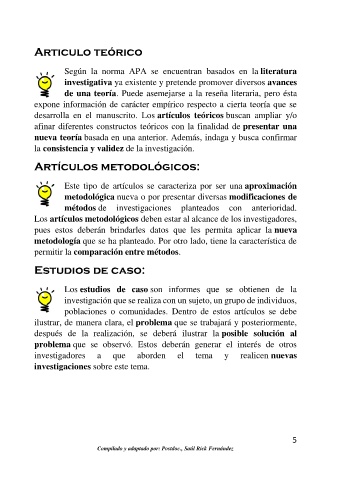 ARTICULO TEÓRICO
Según la norma APA se encuentran basados en la literatura
investigativa ya existente y pretende promover diversos avances
de una teoría. Puede asemejarse a la reseña literaria, pero ésta
expone información de carácter empírico respecto a cierta teoría que se
desarrolla en el manuscrito. Los artículos teóricos buscan ampliar y/o
afinar diferentes constructos teóricos con la finalidad de presentar una
nueva teoría basada en una anterior. Además, indaga y busca confirmar
la consistencia y validez de la investigación.
ARTÍCULOS METODOLÓGICOS:
Este tipo de artículos se caracteriza por ser una aproximación
metodológica nueva o por presentar diversas modificaciones de
métodos de investigaciones planteados con anterioridad.
Los artículos metodológicos deben estar al alcance de los investigadores,
pues estos deberán brindarles datos que les permita aplicar la nueva
metodología que se ha planteado. Por otro lado, tiene la característica de
permitir la comparación entre métodos.
ESTUDIOS DE CASO:
Los estudios de caso son informes que se obtienen de la
investigación que se realiza con un sujeto, un grupo de individuos,
poblaciones o comunidades. Dentro de estos artículos se debe
ilustrar, de manera clara, el problema que se trabajará y posteriormente,
después de la realización, se deberá ilustrar la posible solución al
problema que se observó. Estos deberán generar el interés de otros
investigadores a que aborden el tema y realicen nuevas
investigaciones sobre este tema.
5
Compilado y adaptado por: Postdoc., Saúl Bick Fernández